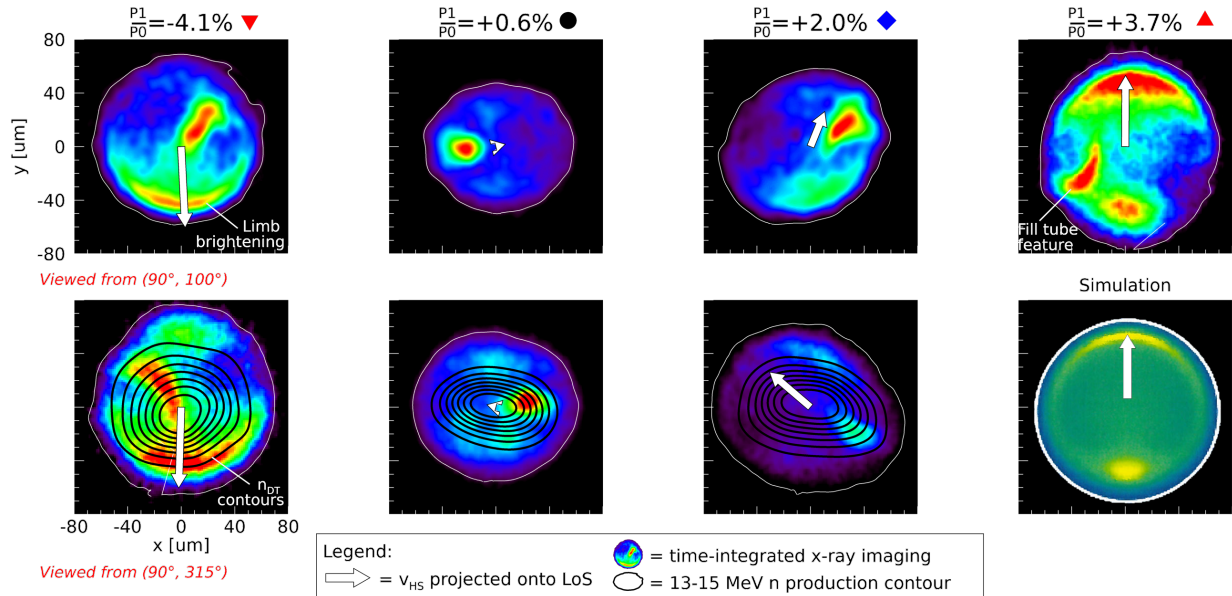 P1/P0=-4.1%
P1/P0=+0.6%
P1/P0=+2.0%
P1/P0=+3.7%
80
40
0
-40
-80
y [um]
Limb
brightening
Fill tube
feature
Viewed from (90°, 100°)
Simulation
nDT
contours
-80 -40 0 40 80
x [um]
Viewed from (90°, 315°)
Legend:
= vHS projected onto LoS
= time-integrated x-ray imaging
= 13-15 MeV n production contour